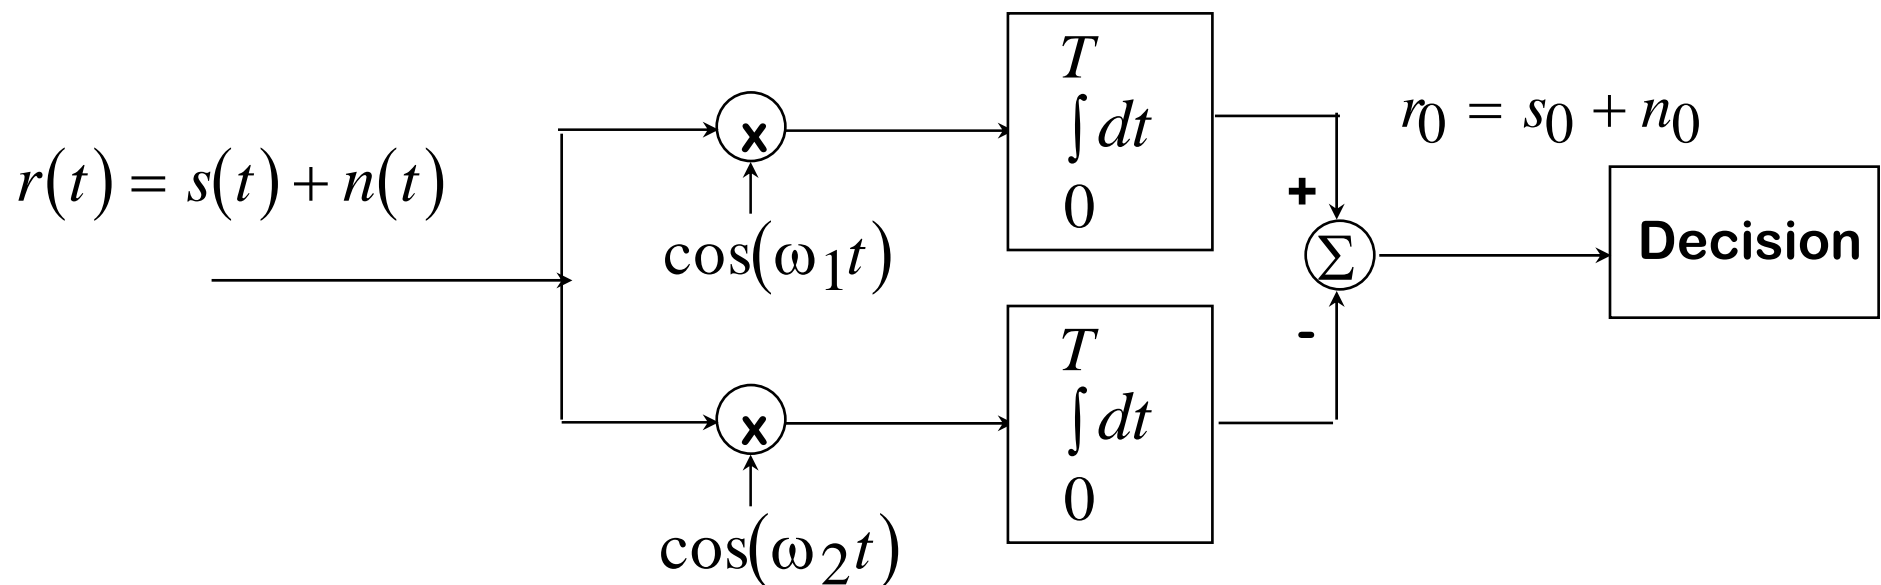 r(t) = s(t) + n(t)
x
cos(ω₁t)
T
∫dt
0
r₀ = s₀ + n₀
+
Σ
Decision
-
x
cos(ω₂t)
T
∫dt
0